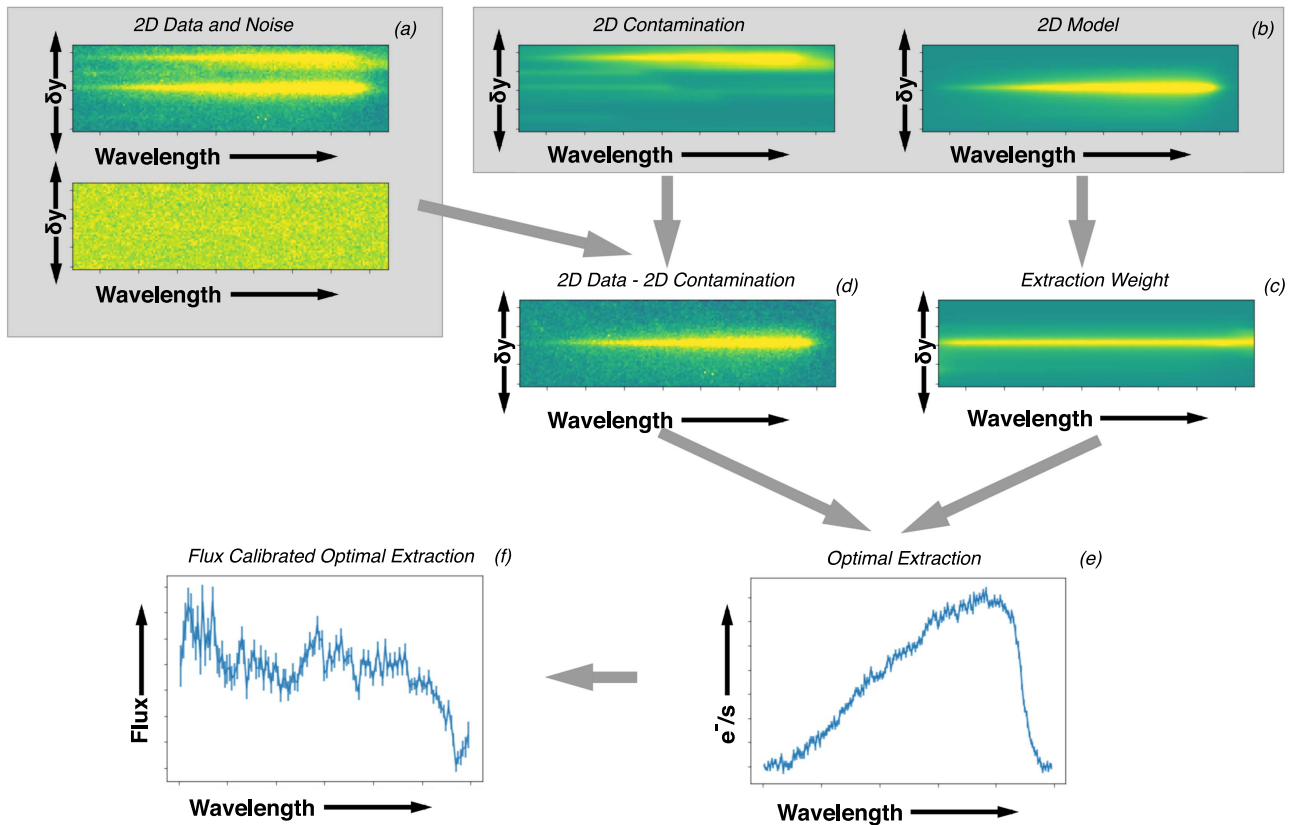 2D Data and Noise (a)
δy
Wavelength
δy
Wavelength
2D Contamination
δy
Wavelength
2D Model (b)
δy
Wavelength
2D Data - 2D Contamination (d)
δy
Wavelength
Extraction Weight (c)
δy
Wavelength
Flux Calibrated Optimal Extraction (f)
Flux
Wavelength
Optimal Extraction (e)
e⁻/s
Wavelength